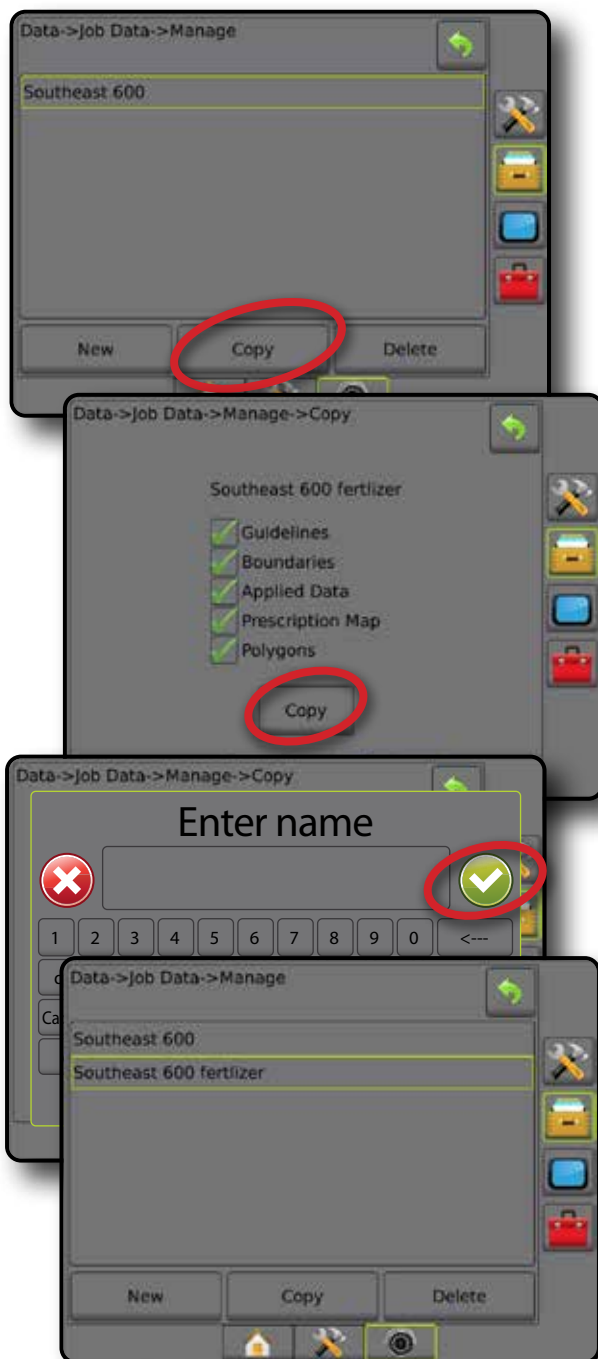 Data->Job Data->Manage
Southeast 600
New Copy Delete
Data->Job Data->Manage->Copy
Southeast 600 fertlizer
Guidelines
Boundaries
Applied Data
Prescription Map
Polygons
Copy
Data->Job Data->Manage->Copy
Enter name
1 2 3 4 5 6 7 8 9 0 <---
Data->Job Data->Manage
Southeast 600
Southeast 600 fertlizer
New Copy Delete